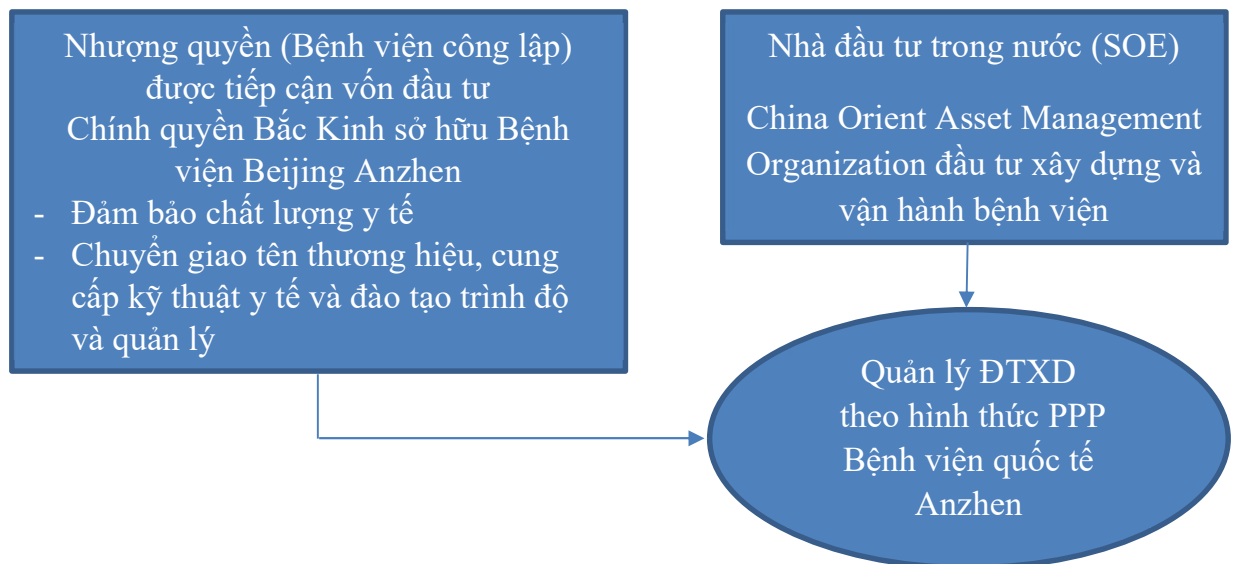 Nhượng quyền (Bệnh viện công lập)
được tiếp cận vốn đầu tư
Chính quyền Bắc Kinh sở hữu Bệnh
viện Beijing Anzhen
- Đảm bảo chất lượng y tế
- Chuyển giao tên thương hiệu, cung
cấp kỹ thuật y tế và đào tạo trình độ
và quản lý
Nhà đầu tư trong nước (SOE)
China Orient Asset Management
Organization đầu tư xây dựng và
vận hành bệnh viện
Quản lý ĐTXD
theo hình thức PPP
Bệnh viện quốc tế
Anzhen